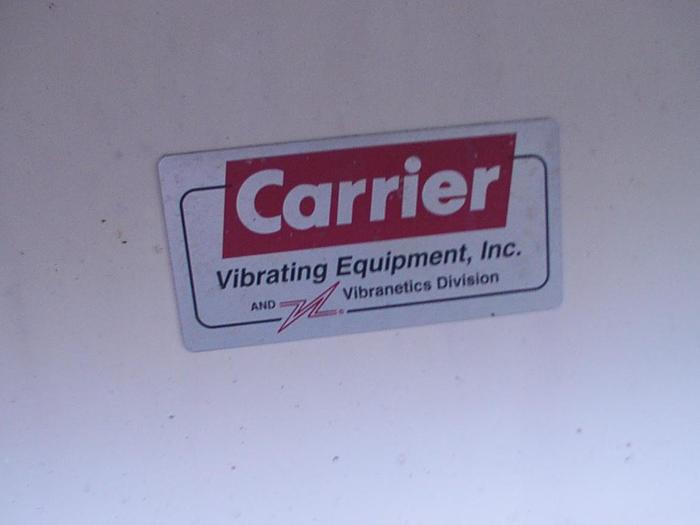 Carrier
Vibrating Equipment, Inc.
AND Vibranetics Division